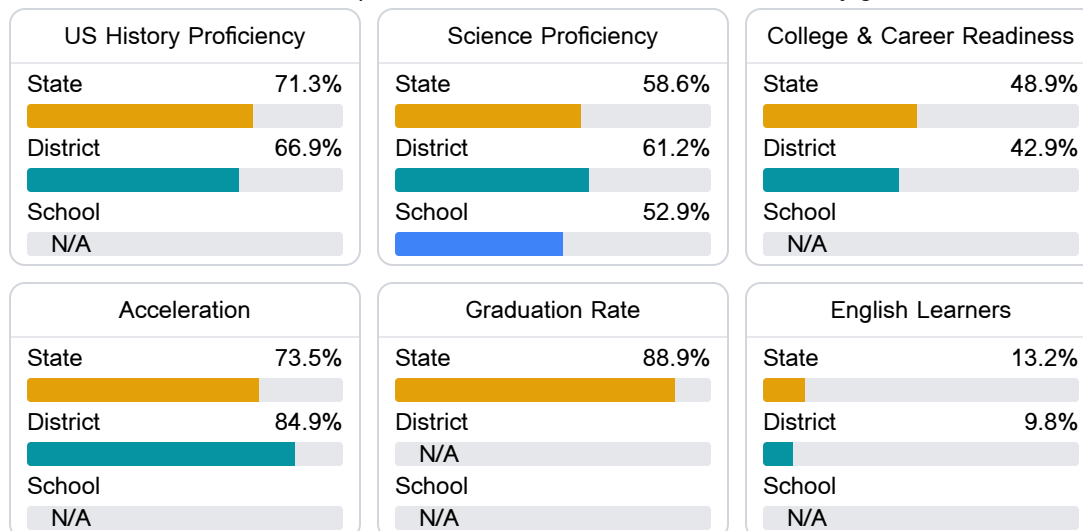 US History Proficiency
State 71.3%
District 66.9%
School
N/A
Science Proficiency
State 58.6%
District 61.2%
School 52.9%
College & Career Readiness
State 48.9%
District 42.9%
School
N/A
Acceleration
State 73.5%
District 84.9%
School
N/A
Graduation Rate
State 88.9%
District
N/A
School
N/A
English Learners
State 13.2%
District 9.8%
School
N/A